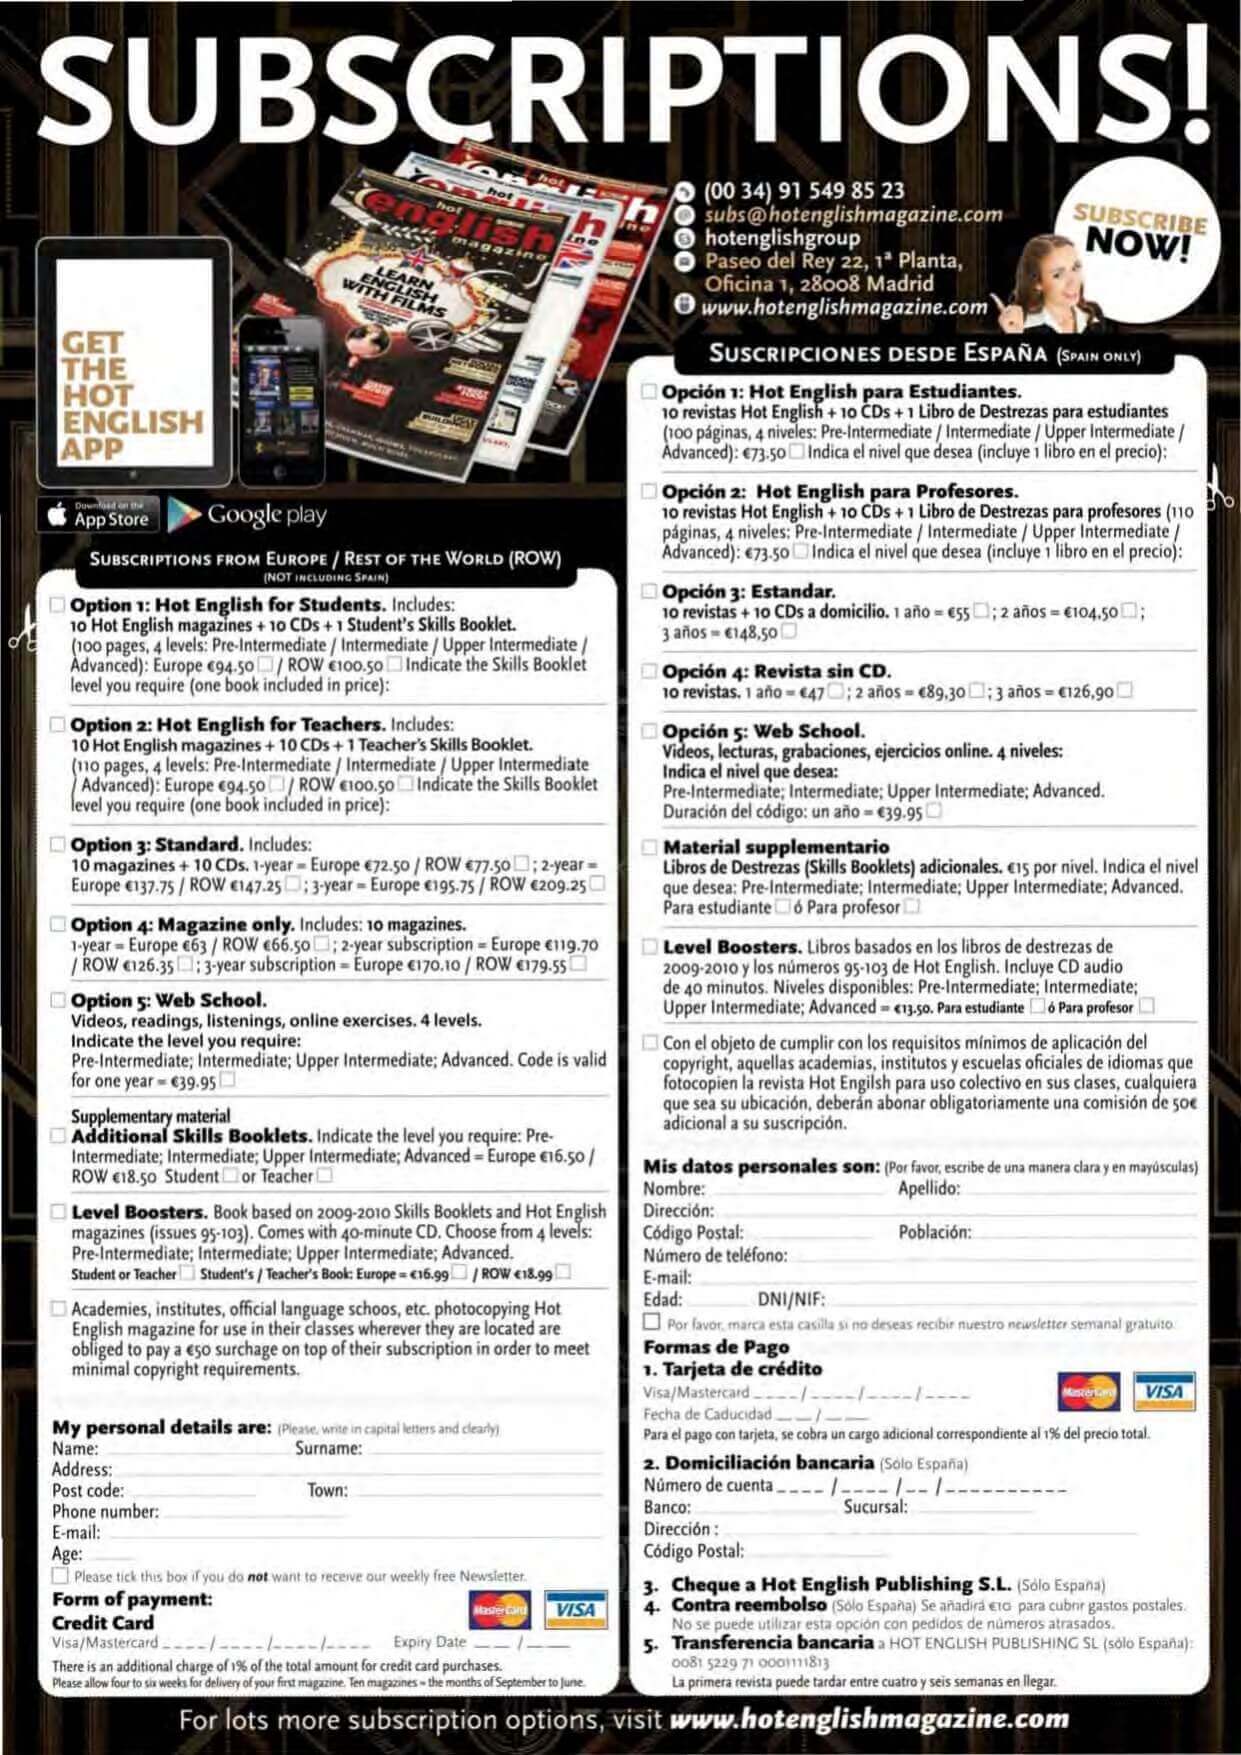 SUBSCRIPTIONS!
(00 34) 91 549 85 23
subs@hotenglishmagazine.com
hotenglishgroup
Paseo del Rey 22, 1ª Planta,
Oficina 1, 28008 Madrid
www.hotenglishmagazine.com
SUBSCRIBE
NOW!
hot
english
magazine
LEARN
ENGLISH
WITH FILMS
GET
THE
HOT
ENGLISH
APP
Download on the
App Store
Google play
SUBSCRIPTIONS FROM EUROPE / REST OF THE WORLD (ROW)
(NOT INCLUDING SPAIN)
Option 1: Hot English for Students. Includes:
10 Hot English magazines + 10 CDs + 1 Student's Skills Booklet.
(100 pages, 4 levels: Pre-Intermediate / Intermediate / Upper Intermediate /
Advanced): Europe €94.50 / ROW €100.50 Indicate the Skills Booklet
level you require (one book included in price):
Option 2: Hot English for Teachers. Includes:
10 Hot English magazines + 10 CDs + 1 Teacher's Skills Booklet.
(110 pages, 4 levels: Pre-Intermediate / Intermediate / Upper Intermediate
/ Advanced): Europe €94.50 / ROW €100.50 Indicate the Skills Booklet
level you require (one book included in price):
Option 3: Standard. Includes:
10 magazines + 10 CDs. 1-year = Europe €72.50 / ROW €77.50 ; 2-year =
Europe €137.75 / ROW €147.25 ; 3-year = Europe €195.75 / ROW €209.25
Option 4: Magazine only. Includes: 10 magazines.
1-year = Europe €63 / ROW €66.50 ; 2-year subscription = Europe €119.70
/ ROW €126.35 ; 3-year subscription = Europe €170.10 / ROW €179.55
Option 5: Web School.
Videos, readings, listenings, online exercises. 4 levels.
Indicate the level you require:
Pre-Intermediate; Intermediate; Upper Intermediate; Advanced. Code is valid
for one year = €39.95
Supplementary material
Additional Skills Booklets. Indicate the level you require: Pre-
Intermediate; Intermediate; Upper Intermediate; Advanced = Europe €16.50 /
ROW €18.50 Student or Teacher
Level Boosters. Book based on 2009-2010 Skills Booklets and Hot English
magazines (issues 95-103). Comes with 40-minute CD. Choose from 4 levels:
Pre-Intermediate; Intermediate; Upper Intermediate; Advanced.
Student or Teacher Student's / Teacher's Book: Europe = €16.99 / ROW €18.99
Academies, institutes, official language schoos, etc. photocopying Hot
English magazine for use in their classes wherever they are located are
obliged to pay a €50 surchage on top of their subscription in order to meet
minimal copyright requirements.
My personal details are: (Please, write in capital letters and clearly)
Name: Surname:
Address:
Post code: Town:
Phone number:
E-mail:
Age:
Please tick this box if you do not want to receive our weekly free Newsletter.
Form of payment:
Credit Card
MasterCard VISA
Visa/Mastercard _ _ _ _ / _ _ _ _ / _ _ _ _ / _ _ _ _ Expiry Date _ _ / _ _
There is an additional charge of 1% of the total amount for credit card purchases.
Please allow four to six weeks for delivery of your first magazine. Ten magazines = the months of September to June.
SUSCRIPCIONES DESDE ESPAÑA (SPAIN ONLY)
Opción 1: Hot English para Estudiantes.
10 revistas Hot English + 10 CDs + 1 Libro de Destrezas para estudiantes
(100 páginas, 4 niveles: Pre-Intermediate / Intermediate / Upper Intermediate /
Advanced): €73.50 Indica el nivel que desea (incluye 1 libro en el precio):
Opción 2: Hot English para Profesores.
10 revistas Hot English + 10 CDs + 1 Libro de Destrezas para profesores (110
páginas, 4 niveles: Pre-Intermediate / Intermediate / Upper Intermediate /
Advanced): €73.50 Indica el nivel que desea (incluye 1 libro en el precio):
Opción 3: Estandar.
10 revistas + 10 CDs a domicilio. 1 año = €55 ; 2 años = €104,50 ;
3 años = €148,50
Opción 4: Revista sin CD.
10 revistas. 1 año = €47 ; 2 años = €89,30 ; 3 años = €126,90
Opción 5: Web School.
Videos, lecturas, grabaciones, ejercicios online. 4 niveles:
Indica el nivel que desea:
Pre-Intermediate; Intermediate; Upper Intermediate; Advanced.
Duración del código: un año = €39.95
Material supplementario
Libros de Destrezas (Skills Booklets) adicionales. €15 por nivel. Indica el nivel
que desea: Pre-Intermediate; Intermediate; Upper Intermediate; Advanced.
Para estudiante ó Para profesor
Level Boosters. Libros basados en los libros de destrezas de
2009-2010 y los números 95-103 de Hot English. Incluye CD audio
de 40 minutos. Niveles disponibles: Pre-Intermediate; Intermediate;
Upper Intermediate; Advanced = €13.50. Para estudiante ó Para profesor
Con el objeto de cumplir con los requisitos mínimos de aplicación del
copyright, aquellas academias, institutos y escuelas oficiales de idiomas que
fotocopien la revista Hot Engilsh para uso colectivo en sus clases, cualquiera
que sea su ubicación, deberán abonar obligatoriamente una comisión de 50€
adicional a su suscripción.
Mis datos personales son: (Por favor, escribe de una manera clara y en mayúsculas)
Nombre: Apellido:
Dirección:
Código Postal: Población:
Número de teléfono:
E-mail:
Edad: DNI/NIF:
Por favor, marca esta casilla si no deseas recibir nuestro newsletter semanal gratuito.
Formas de Pago
1. Tarjeta de crédito
Visa/Mastercard _ _ _ _ / _ _ _ _ / _ _ _ _ / _ _ _ _
MasterCard VISA
Fecha de Caducidad _ _ / _ _
Para el pago con tarjeta, se cobra un cargo adicional correspondiente al 1% del precio total.
2. Domiciliación bancaria (Sólo España)
Número de cuenta _ _ _ _ / _ _ _ _ / _ _ / _ _ _ _ _ _ _ _ _ _
Banco: Sucursal:
Dirección :
Código Postal:
3. Cheque a Hot English Publishing S.L. (Sólo España)
4. Contra reembolso (Sólo España) Se añadirá €10 para cubrir gastos postales.
No se puede utilizar esta opción con pedidos de números atrasados.
5. Transferencia bancaria a HOT ENGLISH PUBLISHING SL (sólo España):
0081 5229 71 0001111813
La primera revista puede tardar entre cuatro y seis semanas en llegar.
For lots more subscription options, visit www.hotenglishmagazine.com